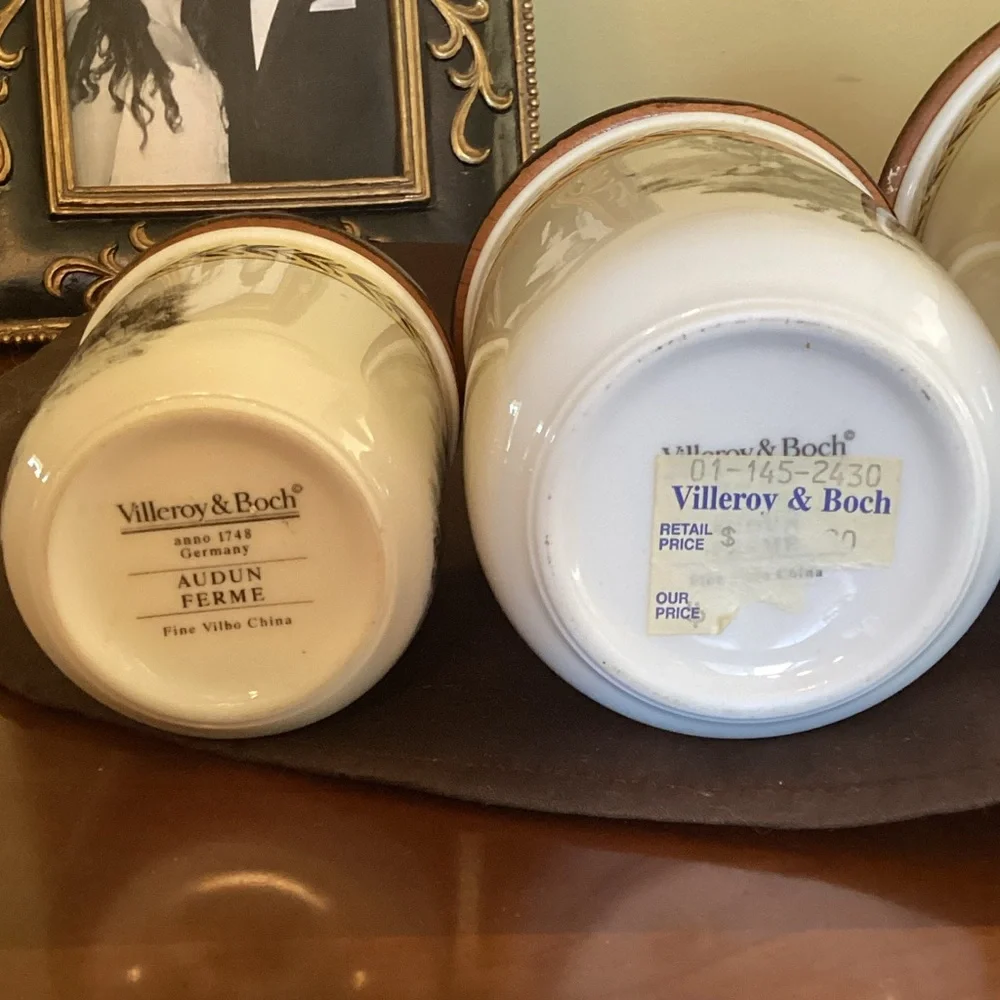 Villeroy & Boch©
anno 1748
Germany
AUDUN
FERME
Fine Vilbo China
Villeroy & Boch©
01-145-2430
Villeroy & Boch
RETAIL
PRICE $
OUR
PRICE $
China